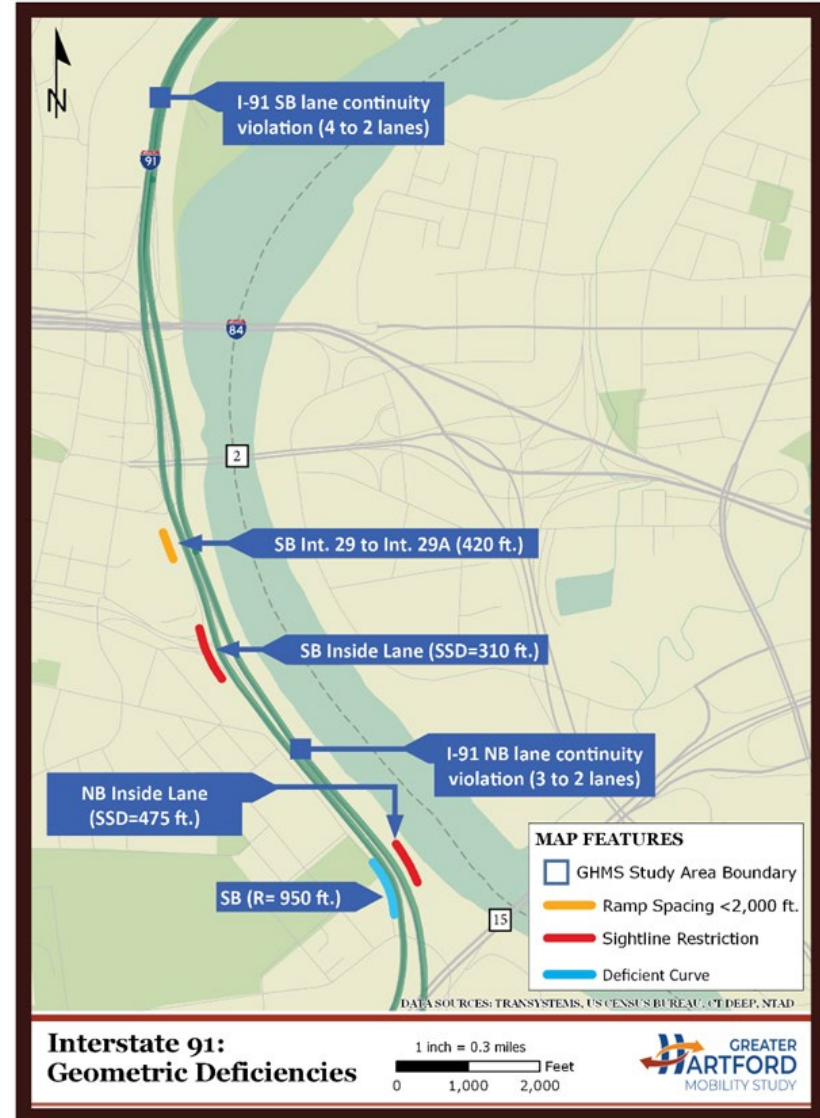 N
I-91 SB lane continuity
violation (4 to 2 lanes)
91
84
2
SB Int. 29 to Int. 29A (420 ft.)
SB Inside Lane (SSD=310 ft.)
I-91 NB lane continuity
violation (3 to 2 lanes)
NB Inside Lane
(SSD=475 ft.)
SB (R= 950 ft.)
15
MAP FEATURES
GHMS Study Area Boundary
Ramp Spacing <2,000 ft.
Sightline Restriction
Deficient Curve
DATA SOURCES: TRANSYSTEMS, US CENSUS BUREAU, CT DEEP, NTAD
Interstate 91:
Geometric Deficiencies
1 inch = 0.3 miles
Feet
0 1,000 2,000
GREATER
HARTFORD
MOBILITY STUDY